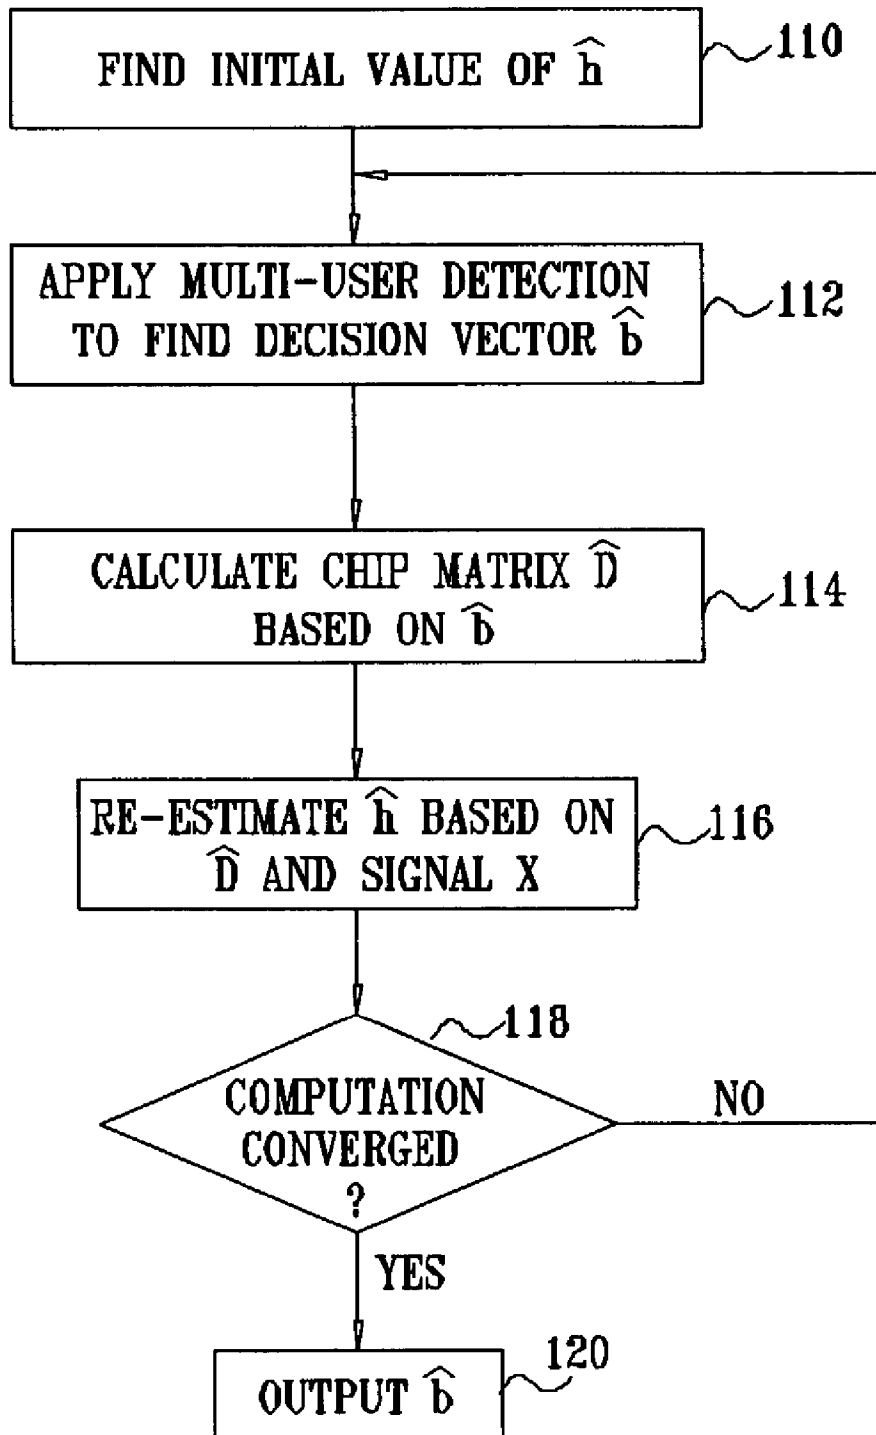 FIND INITIAL VALUE OF ĥ
110
APPLY MULTI-USER DETECTION
TO FIND DECISION VECTOR b̂
112
CALCULATE CHIP MATRIX D̂
BASED ON b̂
114
RE-ESTIMATE ĥ BASED ON
D̂ AND SIGNAL X
116
118
COMPUTATION
CONVERGED
?
NO
YES
120
OUTPUT b̂